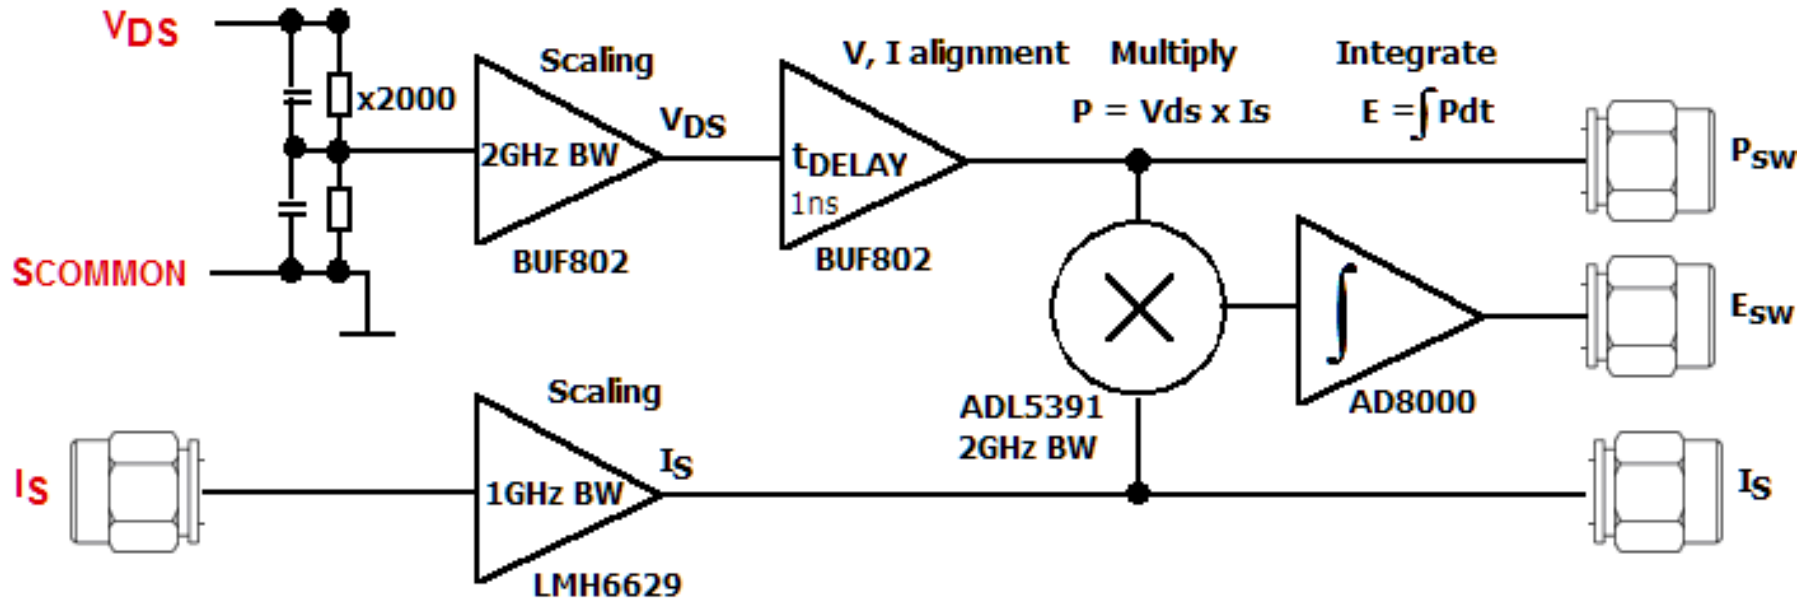 VDS
Scaling
V, I alignment
Multiply
Integrate
x2000
VDS
P = Vds x Is
E =∫Pdt
2GHz BW
tDELAY
1ns
PSW
BUF802
BUF802
SCOMMON
∫
ESW
Scaling
ADL5391
2GHz BW
AD8000
IS
1GHz BW
IS
IS
LMH6629